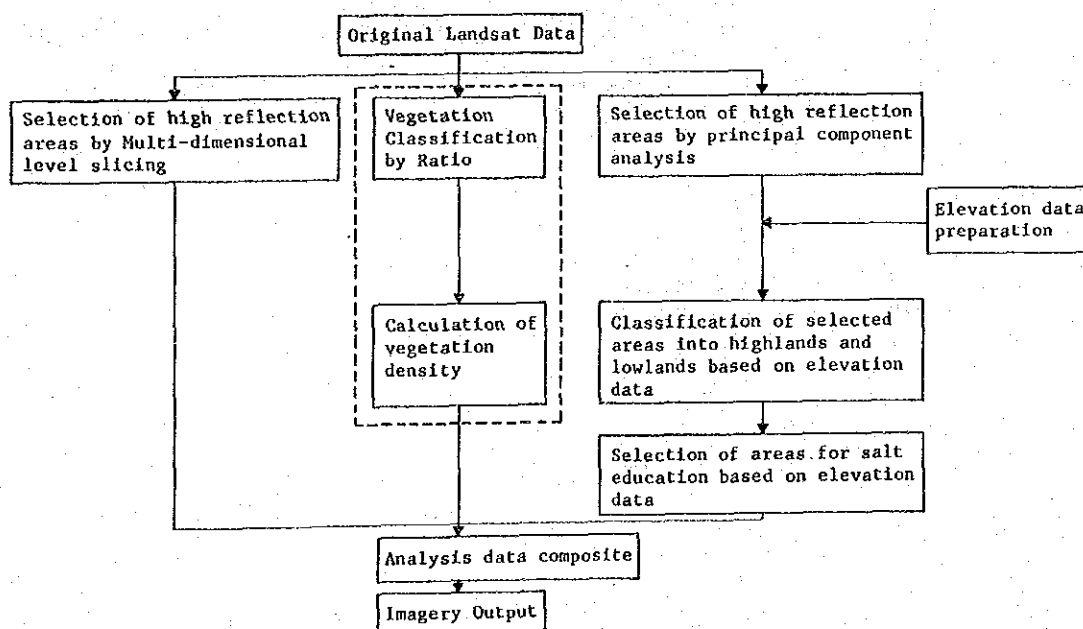 Original Landsat Data
Selection of high reflection
areas by Multi-dimensional
level slicing
Vegetation
Classification
by Ratio
Selection of high reflection
areas by principal component
analysis
Elevation data
preparation
Calculation of
vegetation
density
Classification of selected
areas into highlands and
lowlands based on elevation
data
Selection of areas for salt
education based on elevation
data
Analysis data composite
Imagery Output